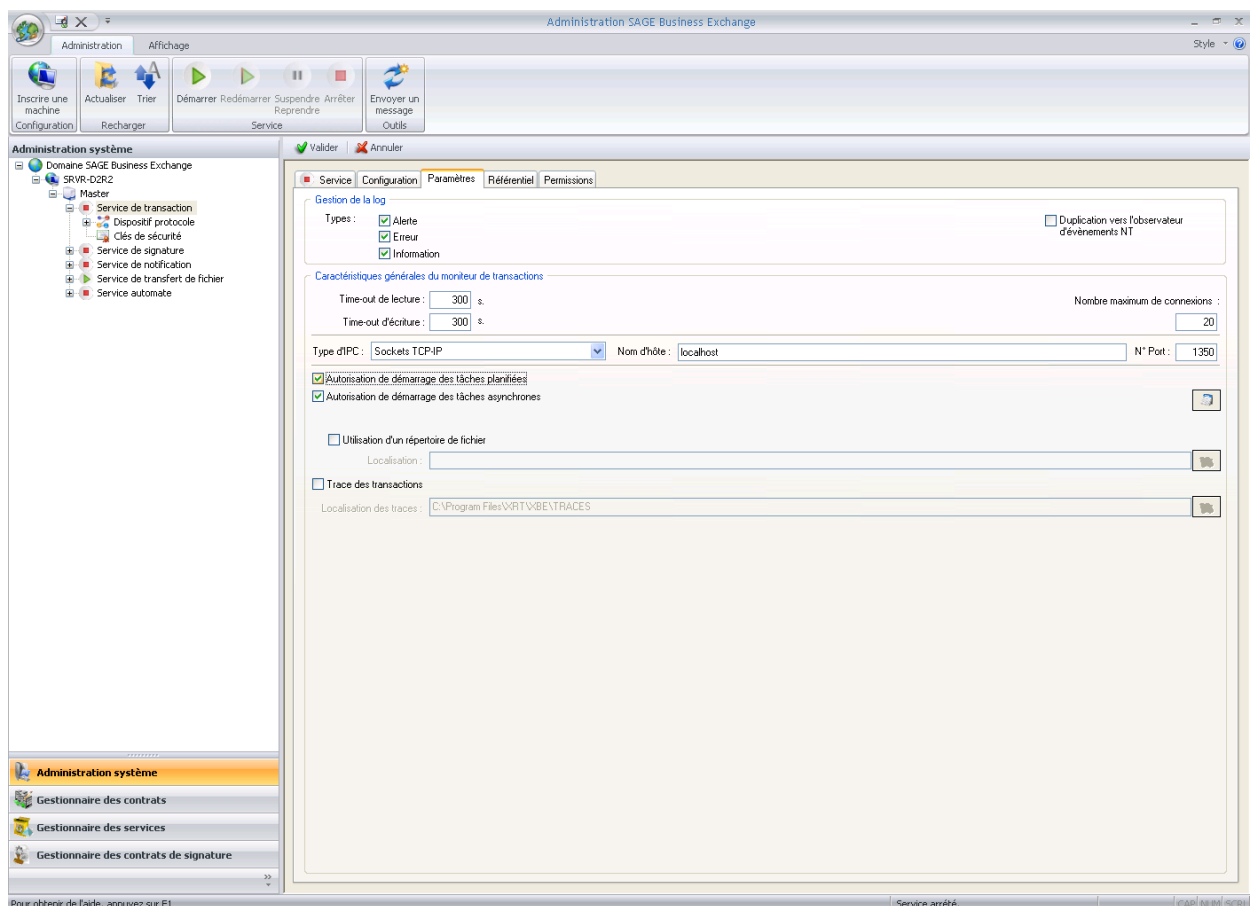 Administration SAGE Business Exchange
Administration Affichage Style
Inscrire une machine
Actualiser Trier Démarrer Redémarrer Suspendre Reprendre Arrêter Envoyer un message
Configuration Recharger Service Outils
Administration système
Domaine SAGE Business Exchange
SRVR-D2R2
Master
Service de transaction
Dispositif protocole
Clés de sécurité
Service de signature
Service de notification
Service de transfert de fichier
Service automate
Administration système
Gestionnaire des contrats
Gestionnaire des services
Gestionnaire des contrats de signature
Valider Annuler
Service Configuration Paramètres Référentiel Permissions
Gestion de la log
Types : Alerte
Erreur
Information
Duplication vers l'observateur
d'évènements NT
Caractéristiques générales du moniteur de transactions
Time-out de lecture : 300 s.
Time-out d'écriture : 300 s.
Nombre maximum de connexions :
20
Type d'IPC : Sockets TCP-IP Nom d'hôte : localhost N° Port : 1350
Autorisation de démarrage des tâches planifiées
Autorisation de démarrage des tâches asynchrones
Utilisation d'un répertoire de fichier
Localisation :
Trace des transactions
Localisation des traces : C:\Program Files\XRT\XBE\TRACES
Pour obtenir de l'aide, appuyez sur F1 Service arrêté. CAP NUM SCRL